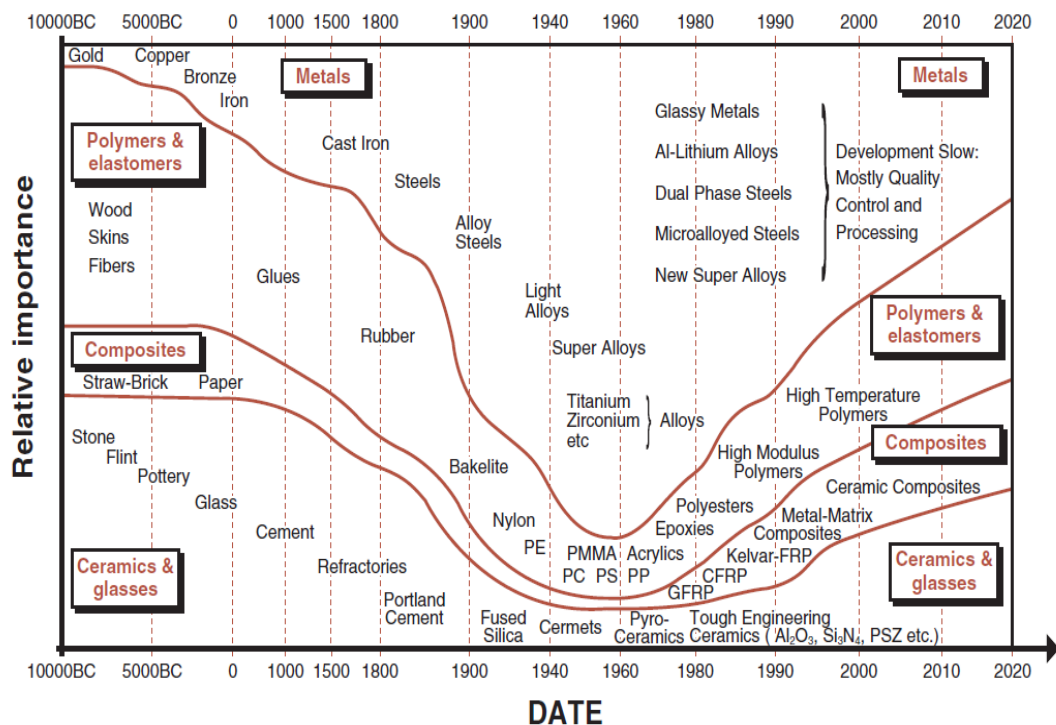 10000BC 5000BC 0 1000 1500 1800 1900 1940 1960 1980 1990 2000 2010 2020
Gold
Copper
Bronze
Iron
Metals
Metals
Polymers &
elastomers
Wood
Skins
Fibers
Cast Iron
Steels
Alloy
Steels
Glassy Metals
Al-Lithium Alloys
Dual Phase Steels
Microalloyed Steels
New Super Alloys
Development Slow:
Mostly Quality
Control and
Processing
Glues
Rubber
Light
Alloys
Super Alloys
Titanium
Zirconium
etc
Alloys
Polymers &
elastomers
Composites
Straw-Brick
Paper
High Temperature
Polymers
Composites
Stone
Flint
Pottery
Glass
Cement
Refractories
Portland
Cement
Bakelite
Nylon
PE
PMMA
Acrylics
PC
PS
PP
High Modulus
Polymers
Polyesters
Epoxies
Ceramic Composites
Metal-Matrix
Composites
Kelvar-FRP
CFRP
GFRP
Ceramics &
glasses
Ceramics &
glasses
Fused
Silica
Cermets
Pyro-
Ceramics
Tough Engineering
Ceramics ( Al₂O₃, Si₃N₄, PSZ etc.)
Relative importance
10000BC 5000BC 0 1000 1500 1800 1900 1940 1960 1980 1990 2000 2010 2020
DATE